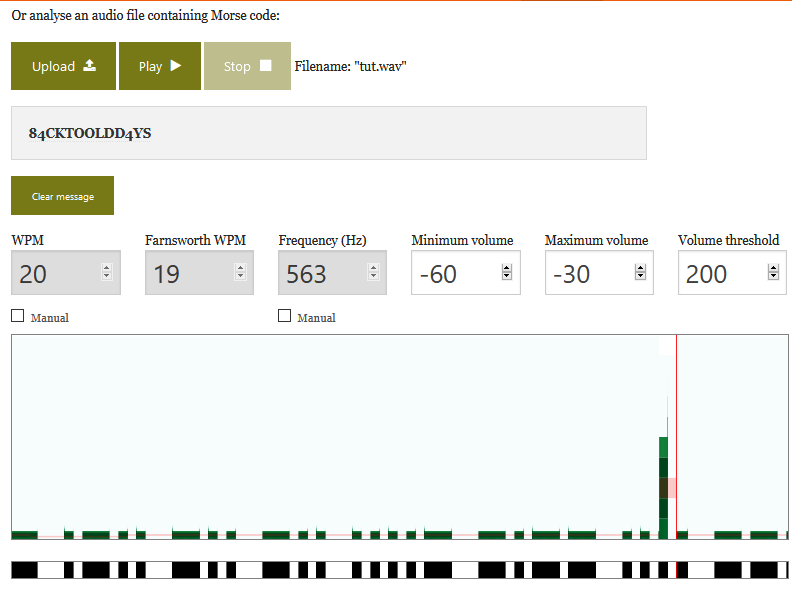 Or analyse an audio file containing Morse code:
Upload Play Stop Filename: "tut.wav"
84CKTOOLDD4YS
Clear message
WPM Farnsworth WPM Frequency (Hz) Minimum volume Maximum volume Volume threshold
20 19 563 -60 -30 200
Manual Manual